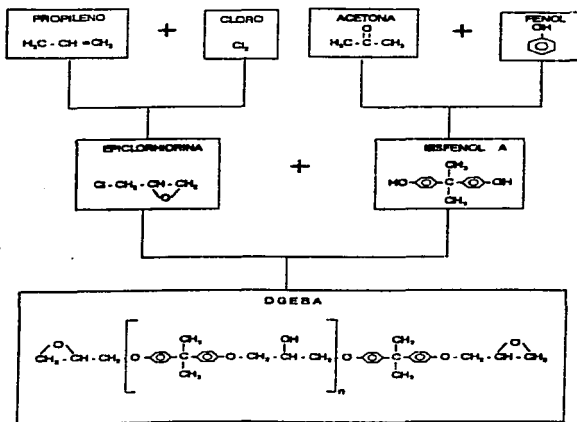 PROPILENO + CLORO ACETONA + FENOL
H₃C-CH=CH₂ Cl₂ O OH
H₃C-C-CH₃
EPICLORHIDRINA + BISFENOL A
Cl-CH₂-CH-CH₂ CH₃
O HO C OH
CH₃
DGEBA
O CH₃ OH CH₃ O
CH₂-CH-CH₂ O C O-CH₂-CH-CH₂ O C O-CH₂-CH-CH₂
CH₃ CH₃
n